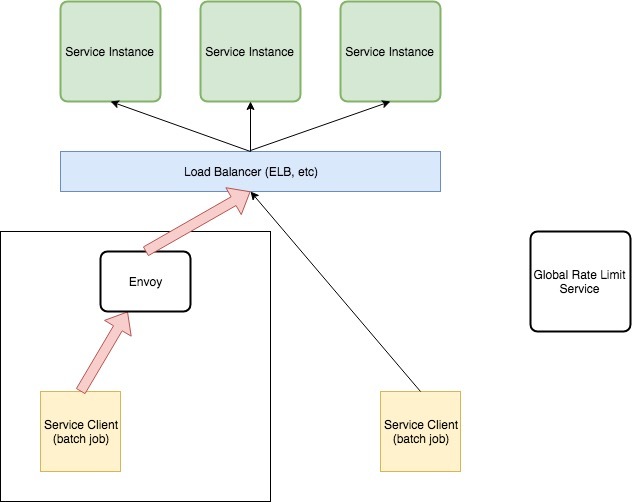 Service Instance
Service Instance
Service Instance
Load Balancer (ELB, etc)
Envoy
Global Rate Limit
Service
Service Client
(batch job)
Service Client
(batch job)